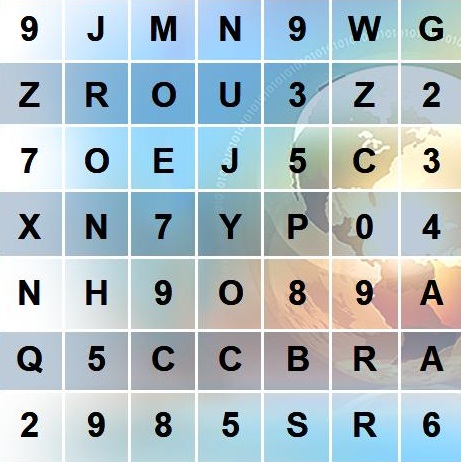 9 J M N 9 W G
Z R O U 3 Z 2
7 O E J 5 C 3
X N 7 Y P 0 4
N H 9 O 8 9 A
Q 5 C C B R A
2 9 8 5 S R 6